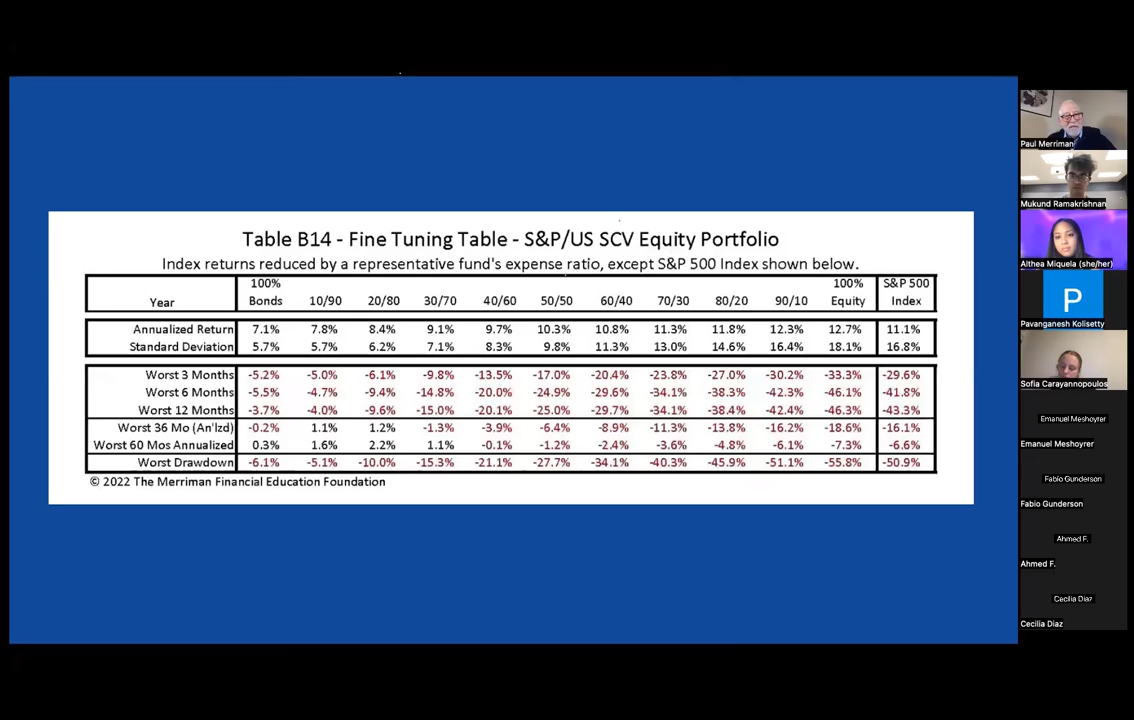 Table B14 - Fine Tuning Table - S&P/US SCV Equity Portfolio
Index returns reduced by a representative fund's expense ratio, except S&P 500 Index shown below.
Year 100% Bonds 10/90 20/80 30/70 40/60 50/50 60/40 70/30 80/20 90/10 100% Equity S&P 500 Index
Annualized Return 7.1% 7.8% 8.4% 9.1% 9.7% 10.3% 10.8% 11.3% 11.8% 12.3% 12.7% 11.1%
Standard Deviation 5.7% 5.7% 6.2% 7.1% 8.3% 9.8% 11.3% 13.0% 14.6% 16.4% 18.1% 16.8%
Worst 3 Months -5.2% -5.0% -6.1% -9.8% -13.5% -17.0% -20.4% -23.8% -27.0% -30.2% -33.3% -29.6%
Worst 6 Months -5.5% -4.7% -9.4% -14.8% -20.0% -24.9% -29.6% -34.1% -38.3% -42.3% -46.1% -41.8%
Worst 12 Months -3.7% -4.0% -9.6% -15.0% -20.1% -25.0% -29.7% -34.1% -38.4% -42.4% -46.3% -43.3%
Worst 36 Mo (An'lzd) -0.2% 1.1% 1.2% -1.3% -3.9% -6.4% -8.9% -11.3% -13.8% -16.2% -18.6% -16.1%
Worst 60 Mos Annualized 0.3% 1.6% 2.2% 1.1% -0.1% -1.2% -2.4% -3.6% -4.8% -6.1% -7.3% -6.6%
Worst Drawdown -6.1% -5.1% -10.0% -15.3% -21.1% -27.7% -34.1% -40.3% -45.9% -51.1% -55.8% -50.9%
© 2022 The Merriman Financial Education Foundation
Paul Merriman
Mukund Ramakrishnan
Althea Miquela (she/her)
P
Pavanganesh Kolisetty
Sofia Carayannopoulos
Emanuel Meshoyrer
Emanuel Meshoyrer
Fabio Gunderson
Fabio Gunderson
Ahmed F.
Ahmed F.
Cecilia Diaz
Cecilia Diaz